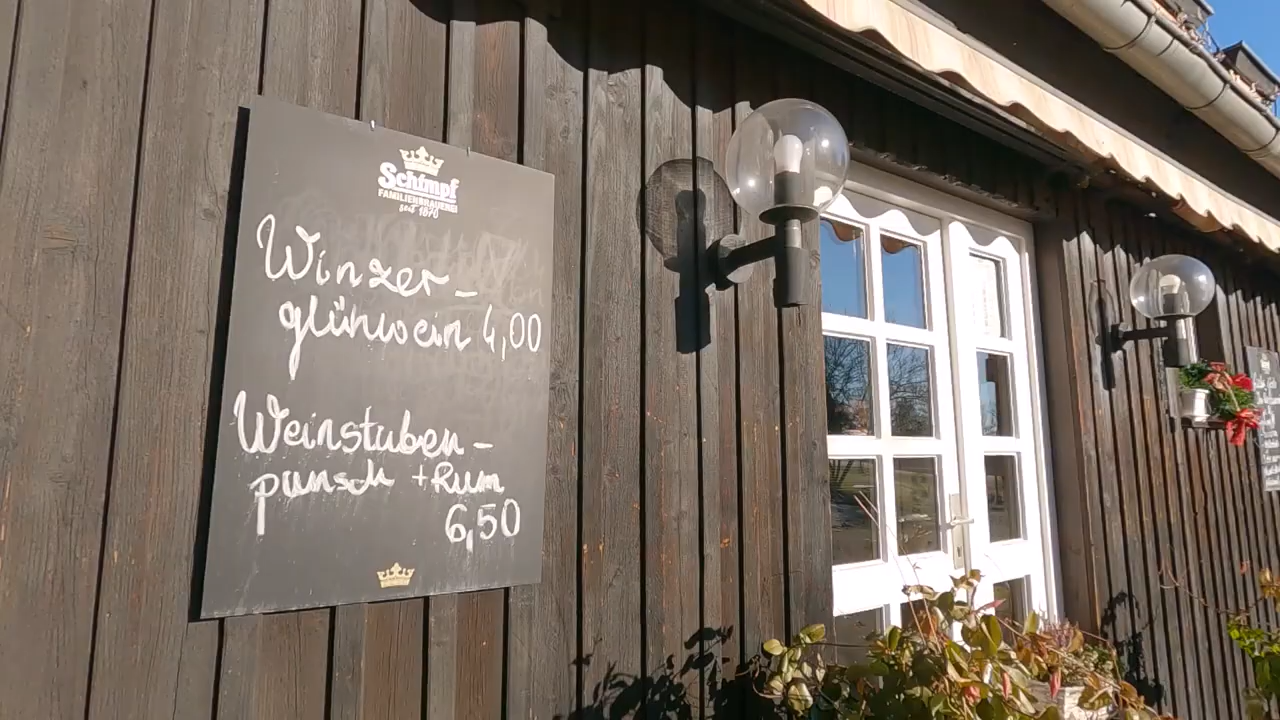 Schimpf
FAMILIENBRAUEREI
seit 1870
Winzer-
glühwein 4,00
Weinstuben-
punsch + Rum
6,50